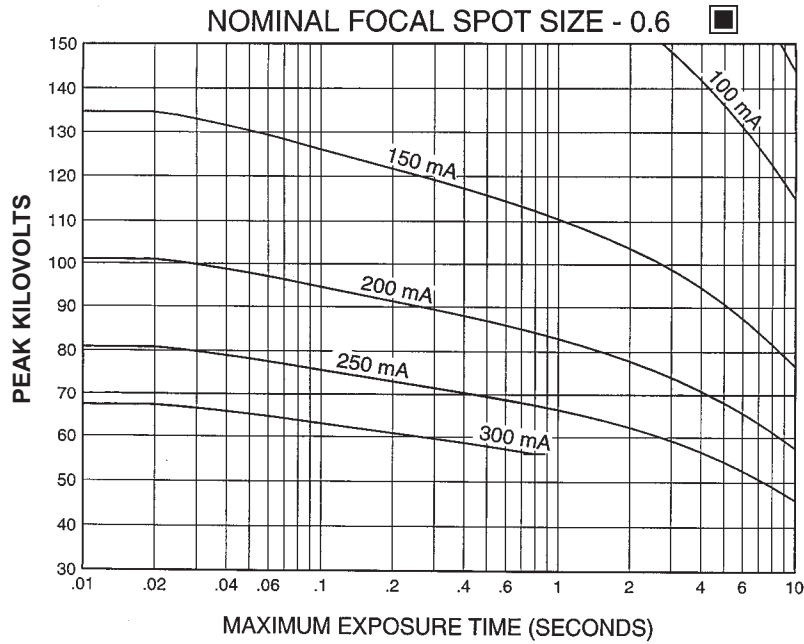 NOMINAL FOCAL SPOT SIZE - 0.6
150
140
130
120
110
100
90
80
70
60
50
40
30
PEAK KILOVOLTS
100 mA
150 mA
200 mA
250 mA
300 mA
.01 .02 .04 .06 .1 .2 .4 .6 1 2 4 6 10
MAXIMUM EXPOSURE TIME (SECONDS)